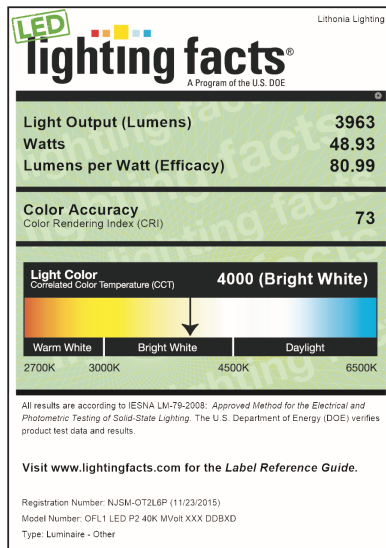 Lithonia Lighting
LED
lighting facts®
A Program of the U.S. DOE
Light Output (Lumens) 3963
Watts 48.93
Lumens per Watt (Efficacy) 80.99
Color Accuracy
Color Rendering Index (CRI) 73
Light Color
Correlated Color Temperature (CCT) 4000 (Bright White)
Warm White Bright White Daylight
2700K 3000K 4500K 6500K
All results are according to IESNA LM-79-2008: Approved Method for the Electrical and
Photometric Testing of Solid-State Lighting. The U.S. Department of Energy (DOE) verifies
product test data and results.
Visit www.lightingfacts.com for the Label Reference Guide.
Registration Number: NJSM-OT2L6P (11/23/2015)
Model Number: OFL1 LED P2 40K MVolt XXX DDBXD
Type: Luminaire - Other